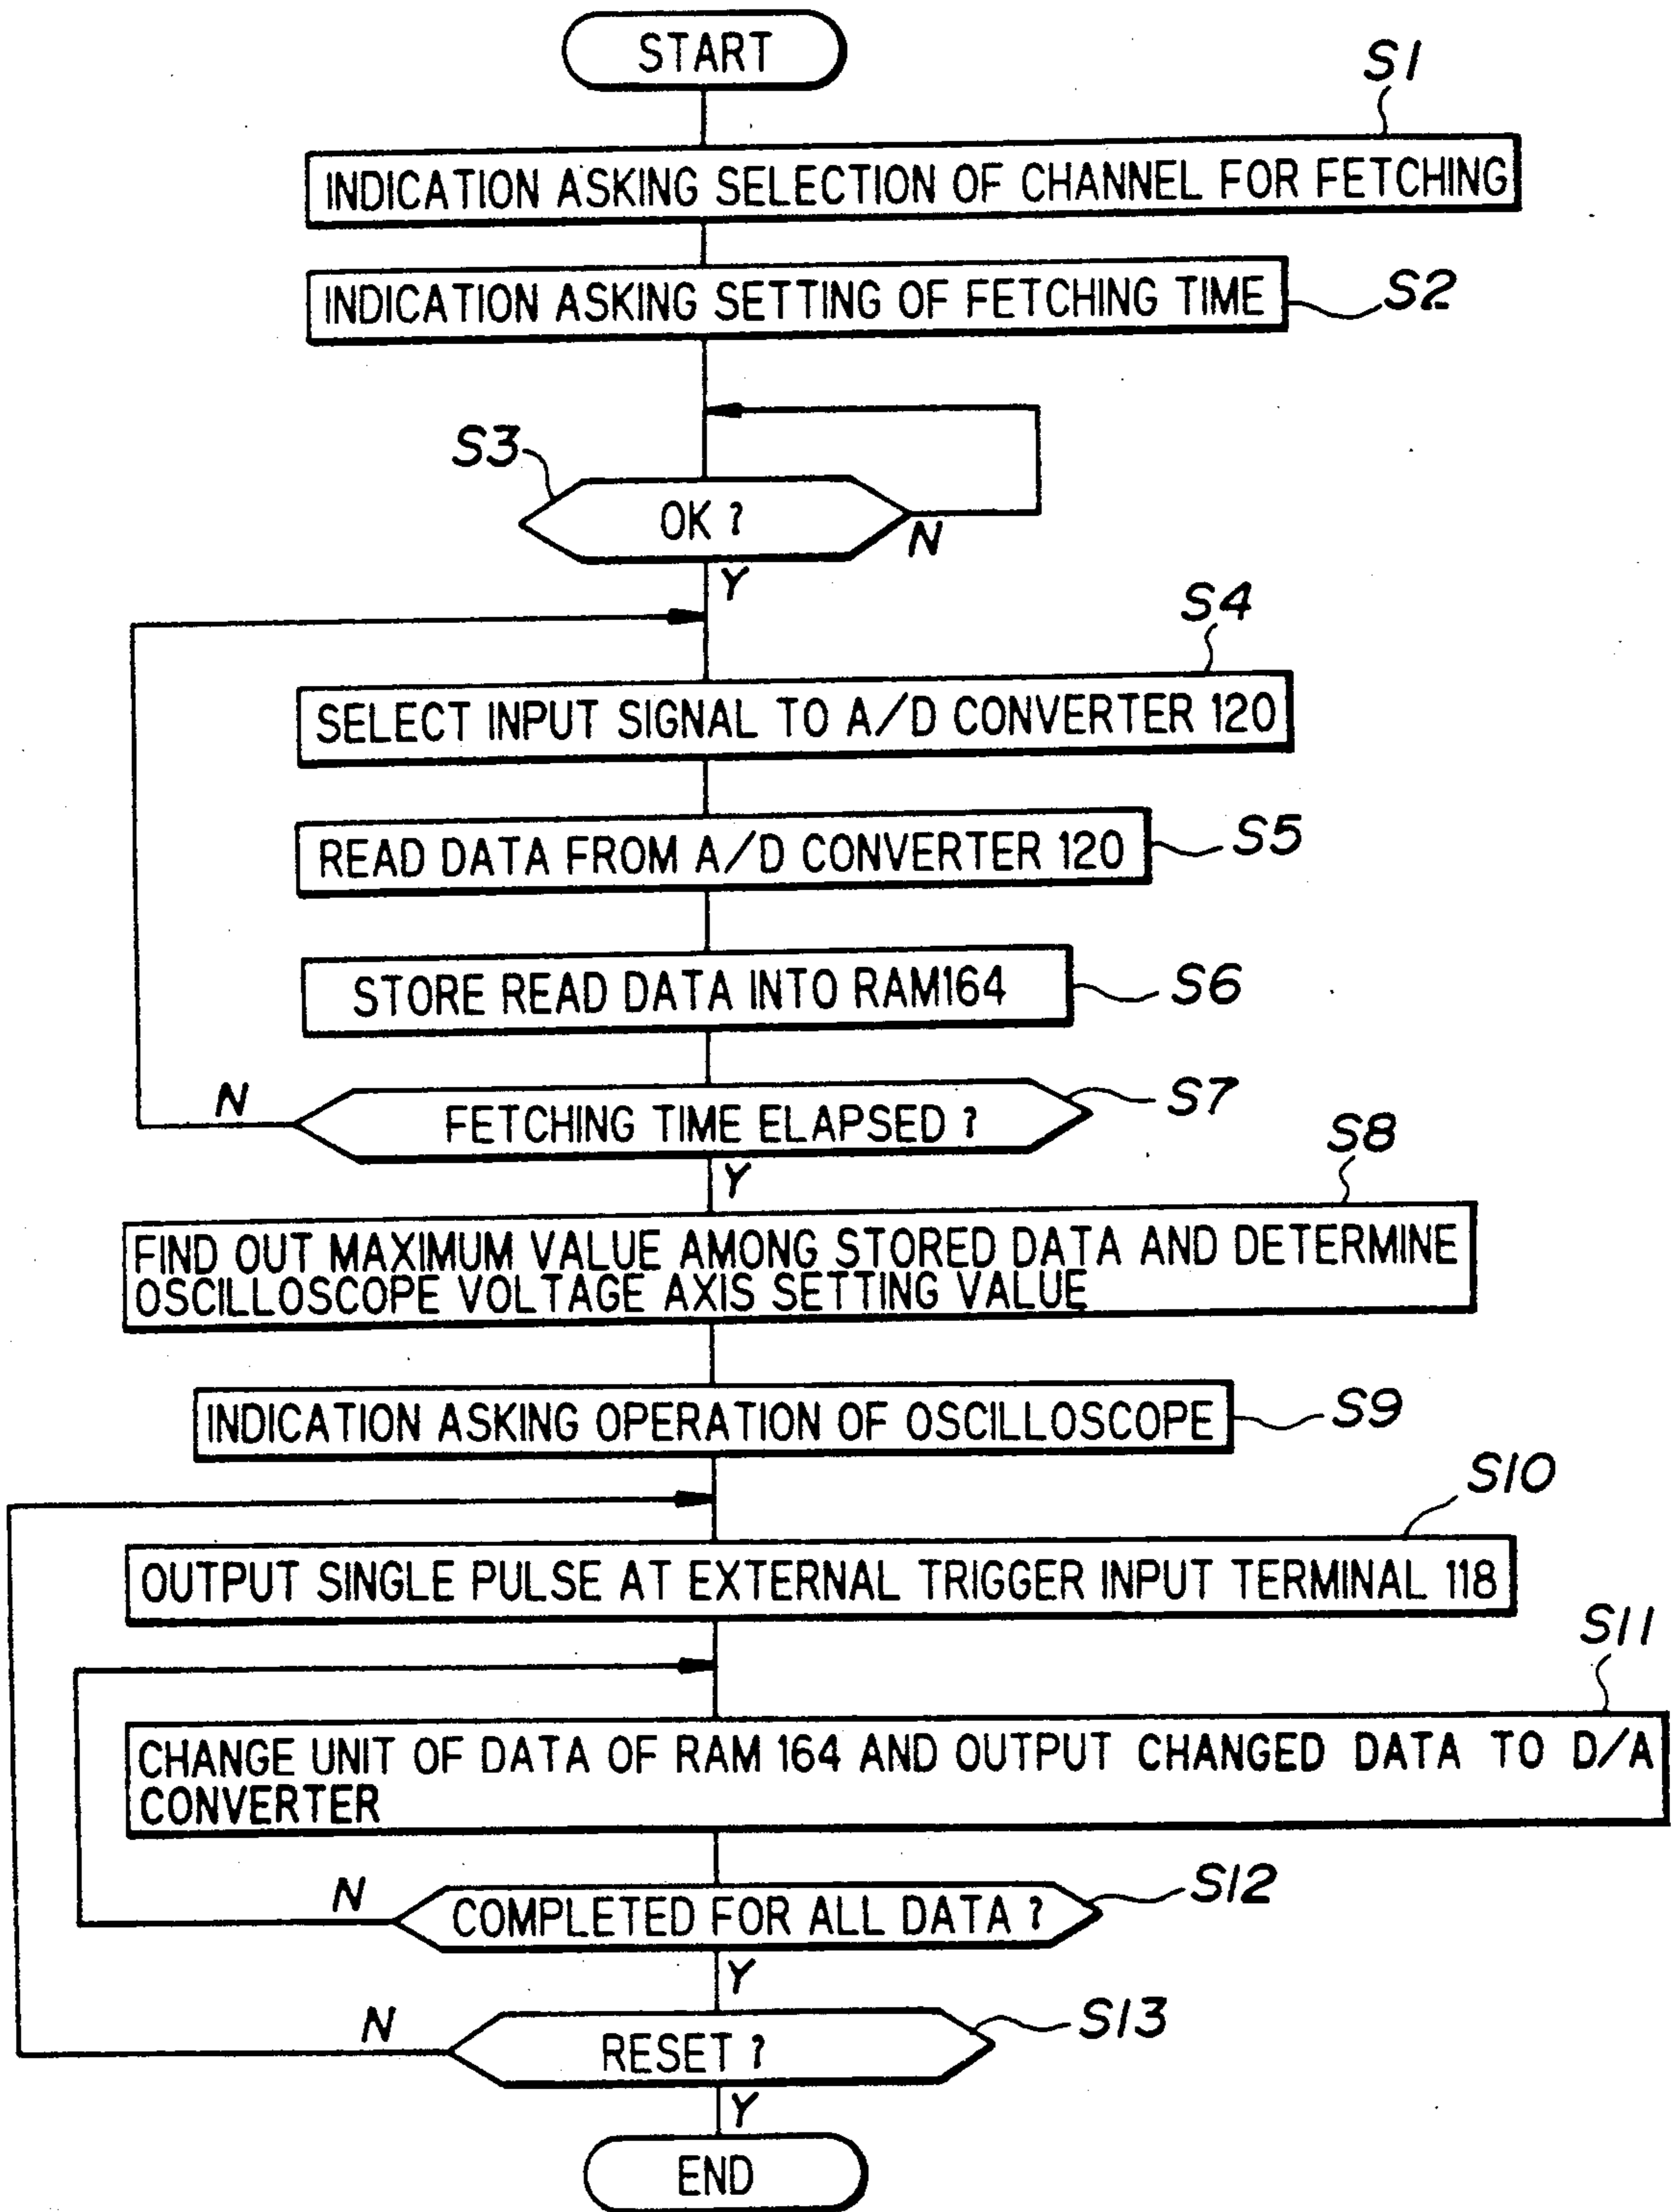 START
S1
INDICATION ASKING SELECTION OF CHANNEL FOR FETCHING
INDICATION ASKING SETTING OF FETCHING TIME
S2
S3
OK ?
N
Y
S4
SELECT INPUT SIGNAL TO A/D CONVERTER 120
READ DATA FROM A/D CONVERTER 120
S5
STORE READ DATA INTO RAM164
S6
N
FETCHING TIME ELAPSED ?
S7
Y
S8
FIND OUT MAXIMUM VALUE AMONG STORED DATA AND DETERMINE
OSCILLOSCOPE VOLTAGE AXIS SETTING VALUE
INDICATION ASKING OPERATION OF OSCILLOSCOPE
S9
S10
OUTPUT SINGLE PULSE AT EXTERNAL TRIGGER INPUT TERMINAL 118
S11
CHANGE UNIT OF DATA OF RAM 164 AND OUTPUT CHANGED DATA TO D/A
CONVERTER
N
COMPLETED FOR ALL DATA ?
S12
Y
N
RESET ?
S13
Y
END